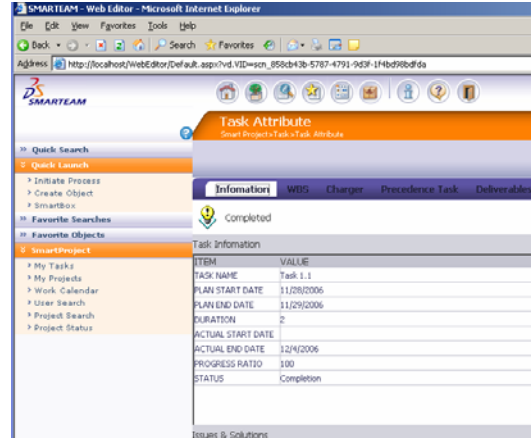 SMARTEAM - Web Editor - Microsoft Internet Explorer
File Edit View Favorites Tools Help
Back Search Favorites
Address http://localhost/WebEditor/Default.aspx?vd.VID=scn_858cb43b-5787-4791-9d3f-1f4bd98bdfda
SMARTEAM
Task Attribute
Smart Project>Task>Task Attribute
Quick Search
Quick Launch
Initiate Process
Create Object
SmartBox
Favorite Searches
Favorite Objects
SmartProject
My Tasks
My Projects
Work Calendar
User Search
Project Search
Project Status
Infomation WBS Charger Precedence Task Deliverables
Completed
Task Infomation
ITEM VALUE
TASK NAME Task 1.1
PLAN START DATE 11/28/2006
PLAN END DATE 11/29/2006
DURATION 2
ACTUAL START DATE
ACTUAL END DATE 12/4/2006
PROGRESS RATIO 100
STATUS Completion
Issues & Solutions